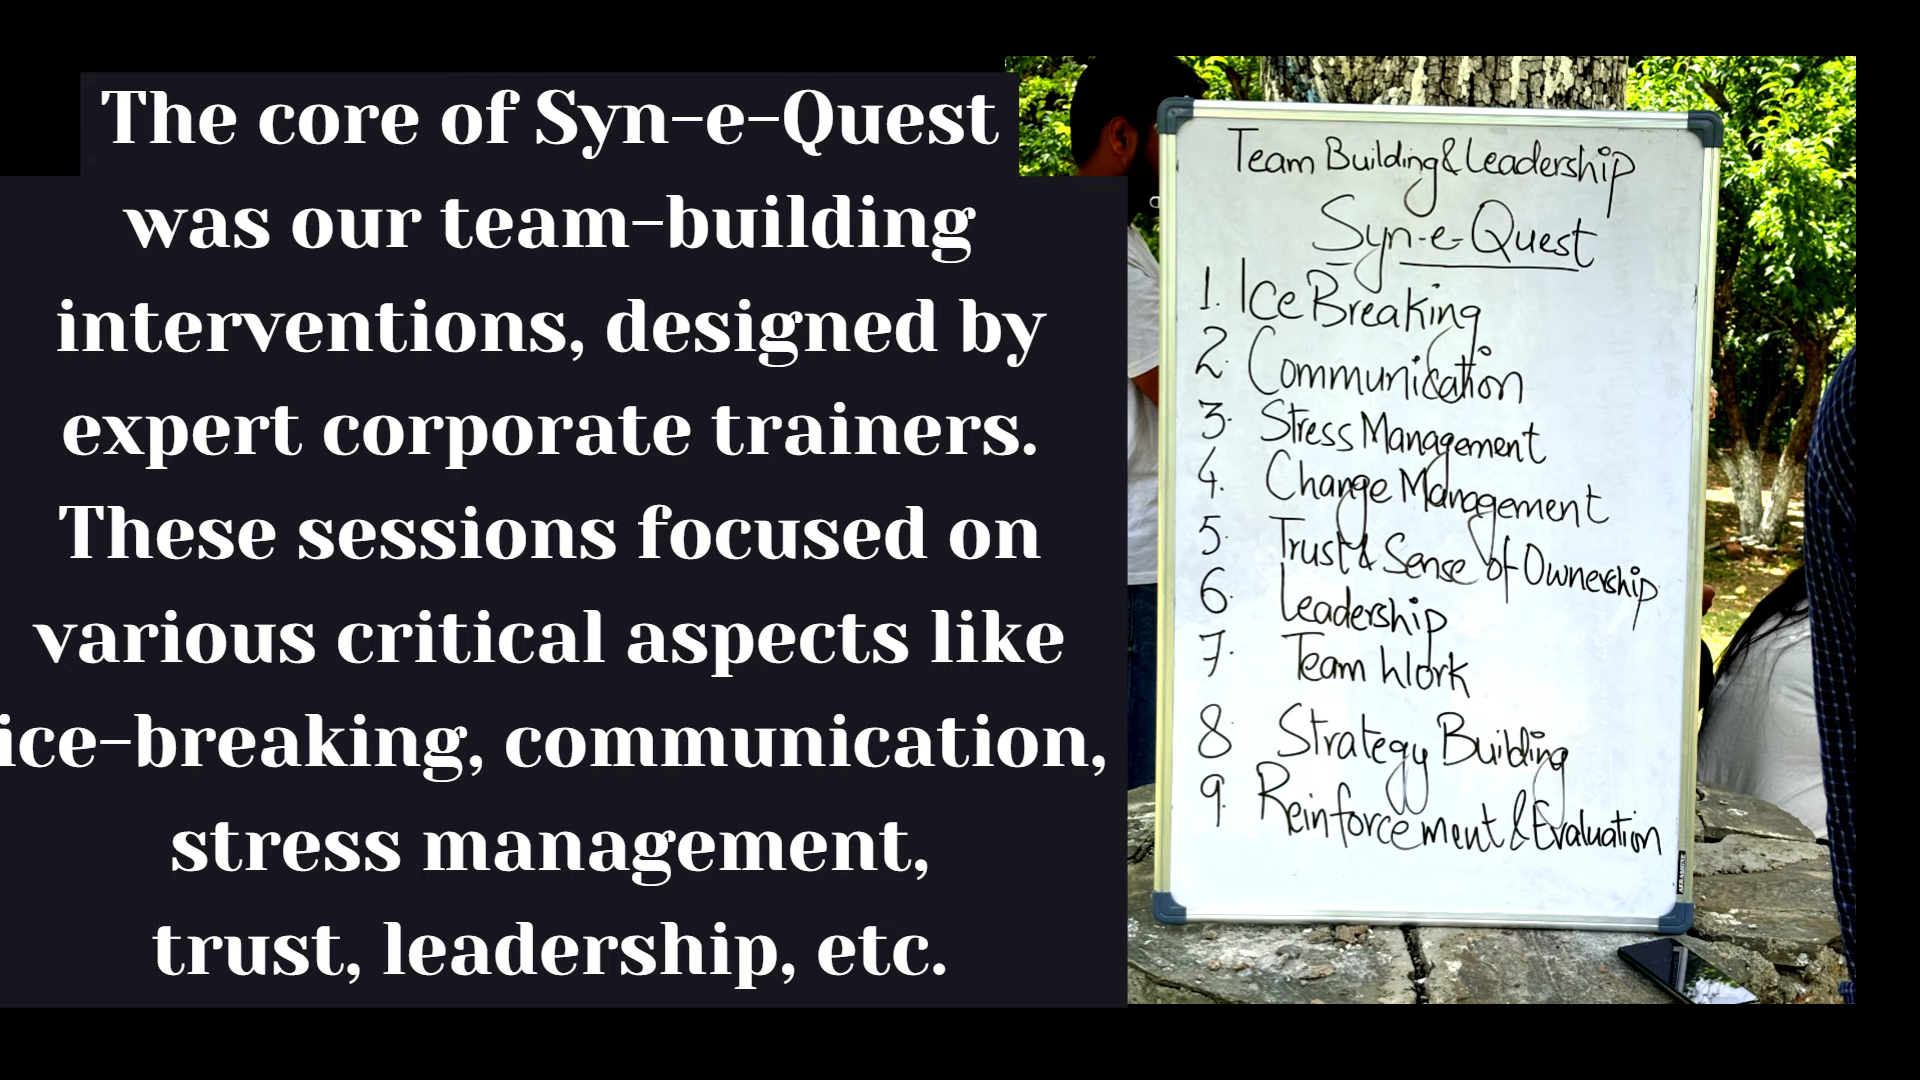 The core of Syn-e-Quest
was our team-building
interventions, designed by
expert corporate trainers.
These sessions focused on
various critical aspects like
ice-breaking, communication,
stress management,
trust, leadership, etc.
Team Building & Leadership
Syn-e-Quest
1. Ice Breaking
2. Communication
3. Stress Management
4. Change Management
5. Trust & Sense of Ownership
6. Leadership
7. Team Work
8. Strategy Building
9. Reinforcement & Evaluation